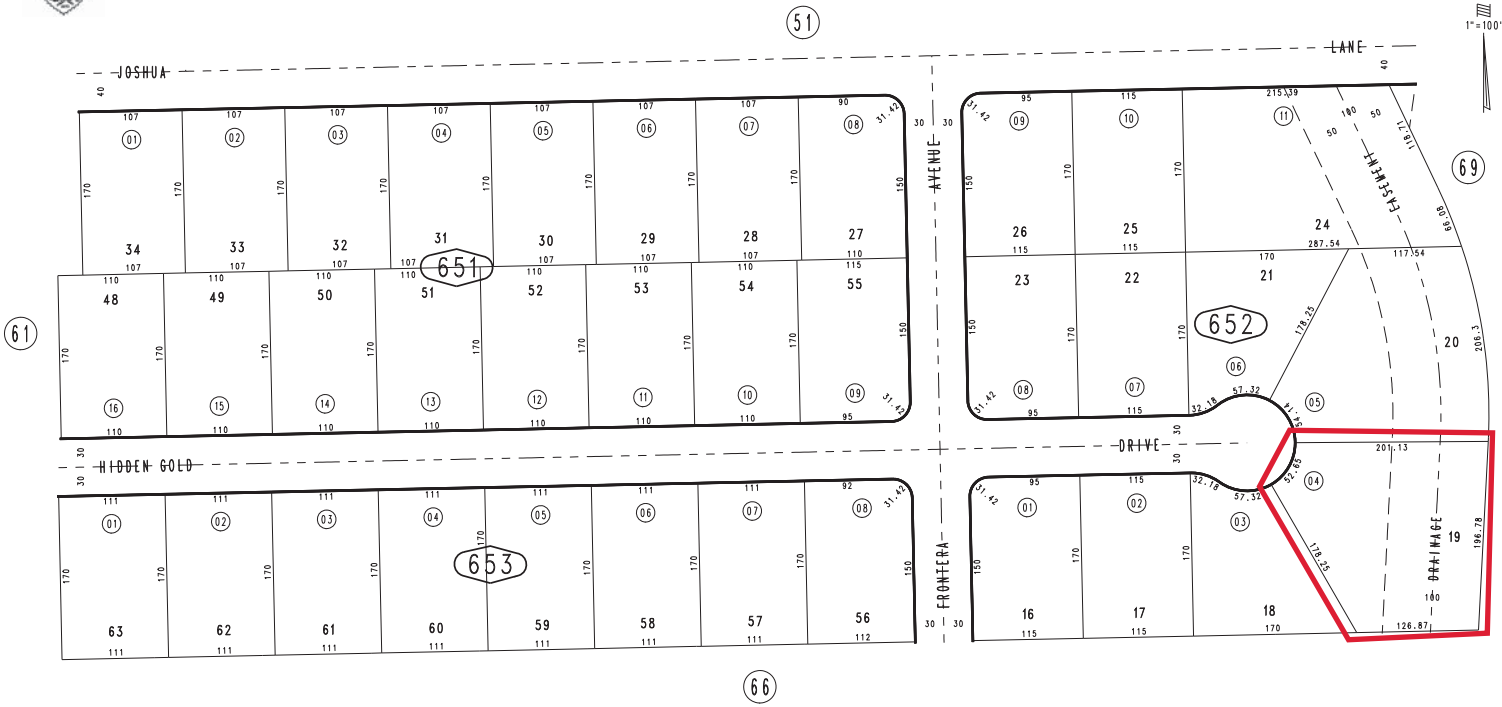 51
1"=100'
JOSHUA LANE
40 40
107 107 107 107 107 107 107 90 31.42 31.42 95 115 215.39
01 02 03 04 05 06 07 08 30 30 09 10 11 50 100 50 118.71
170 170 170 170 170 170 170 150 AVENUE 150 170 170 EASEMENT 69
34 33 32 31 30 29 28 27 26 25 24 66.08
107 107 107 107 107 107 107 110 115 115 287.54
651
110 110 110 110 110 110 110 115 170 117.54
48 49 50 51 52 53 54 55 23 22 21
61
170 170 170 170 170 170 170 150 150 170 170 652 178.25 20 206.3
16 15 14 13 12 11 10 09 31.42 31.42 08 07 06 05
110 110 110 110 110 110 110 95 95 115 32.18 57.32 54.14
30 HIDDEN GOLD DRIVE 30 201.13
30 30
111 111 111 111 111 111 111 92 31.42 31.42 95 115 32.18 57.32 52.65
01 02 03 04 05 06 07 08 01 02 03 04
170 170 170 170 170 170 170 150 150 170 170 178.25 DRAINAGE 19 196.78
653
FRONTERA
100
63 62 61 60 59 58 57 56 30 30 16 17 18
111 111 111 111 111 111 111 112 115 115 170 126.87
66